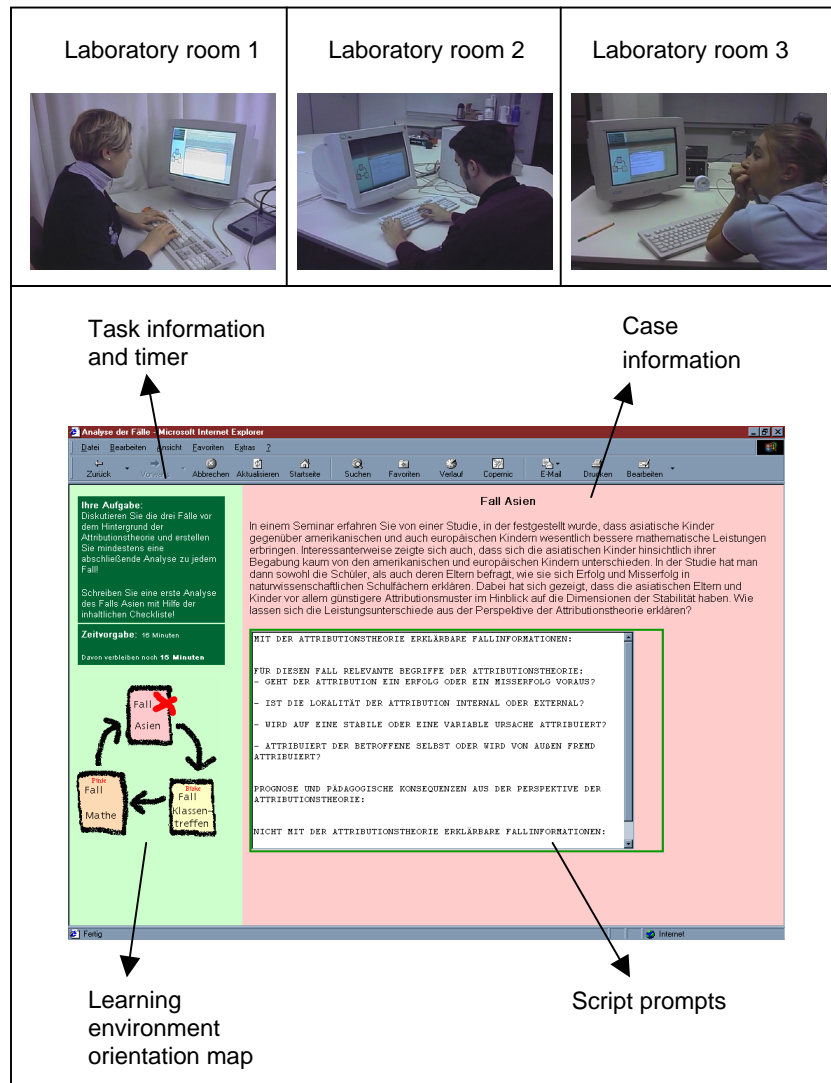 Laboratory room 1
Laboratory room 2
Laboratory room 3
Task information
and timer
Case
information
Analyse der Fälle - Microsoft Internet Explorer
Datei Bearbeiten Ansicht Favoriten Extras ?
Zurück Vorwärts Abbrechen Aktualisieren Startseite Suchen Favoriten Verlauf Copernic E-Mail Drucken Bearbeiten
Ihre Aufgabe:
Diskutieren Sie die drei Fälle vor
dem Hintergrund der
Attributionstheorie und erstellen
Sie mindestens eine
abschließende Analyse zu jedem
Fall!
Schreiben Sie eine erste Analyse
des Falls Asien mit Hilfe der
inhaltlichen Checkliste!
Zeitvorgabe: 15 Minuten
Davon verbleiben noch 15 Minuten
Fall
Asien
Pinie
Fall
Mathe
Birke
Fall
Klassen-
treffen
Fall Asien
In einem Seminar erfahren Sie von einer Studie, in der festgestellt wurde, dass asiatische Kinder
gegenüber amerikanischen und auch europäischen Kindern wesentlich bessere mathematische Leistungen
erbringen. Interessanterweise zeigte sich auch, dass sich die asiatischen Kinder hinsichtlich ihrer
Begabung kaum von den amerikanischen und europäischen Kindern unterschieden. In der Studie hat man
dann sowohl die Schüler, als auch deren Eltern befragt, wie sie sich Erfolg und Misserfolg in
naturwissenschaftlichen Schulfächern erklären. Dabei hat sich gezeigt, dass die asiatischen Eltern und
Kinder vor allem günstigere Attributionsmuster im Hinblick auf die Dimensionen der Stabilität haben. Wie
lassen sich die Leistungsunterschiede aus der Perspektive der Attributionstheorie erklären?
MIT DER ATTRIBUTIONSTHEORIE ERKLÄRBARE FALLINFORMATIONEN:
FÜR DIESEN FALL RELEVANTE BEGRIFFE DER ATTRIBUTIONSTHEORIE:
- GEHT DER ATTRIBUTION EIN ERFOLG ODER EIN MISSERFOLG VORAUS?
- IST DIE LOKALITÄT DER ATTRIBUTION INTERNAL ODER EXTERNAL?
- WIRD AUF EINE STABILE ODER EINE VARIABLE URSACHE ATTRIBUIERT?
- ATTRIBUIERT DER BETROFFENE SELBST ODER WIRD VON AUßEN FREMD
ATTRIBUIERT?
PROGNOSE UND PÄDAGOGISCHE KONSEQUENZEN AUS DER PERSPEKTIVE DER
ATTRIBUTIONSTHEORIE:
NICHT MIT DER ATTRIBUTIONSTHEORIE ERKLÄRBARE FALLINFORMATIONEN:
Fertig
Internet
Learning
environment
orientation map
Script prompts